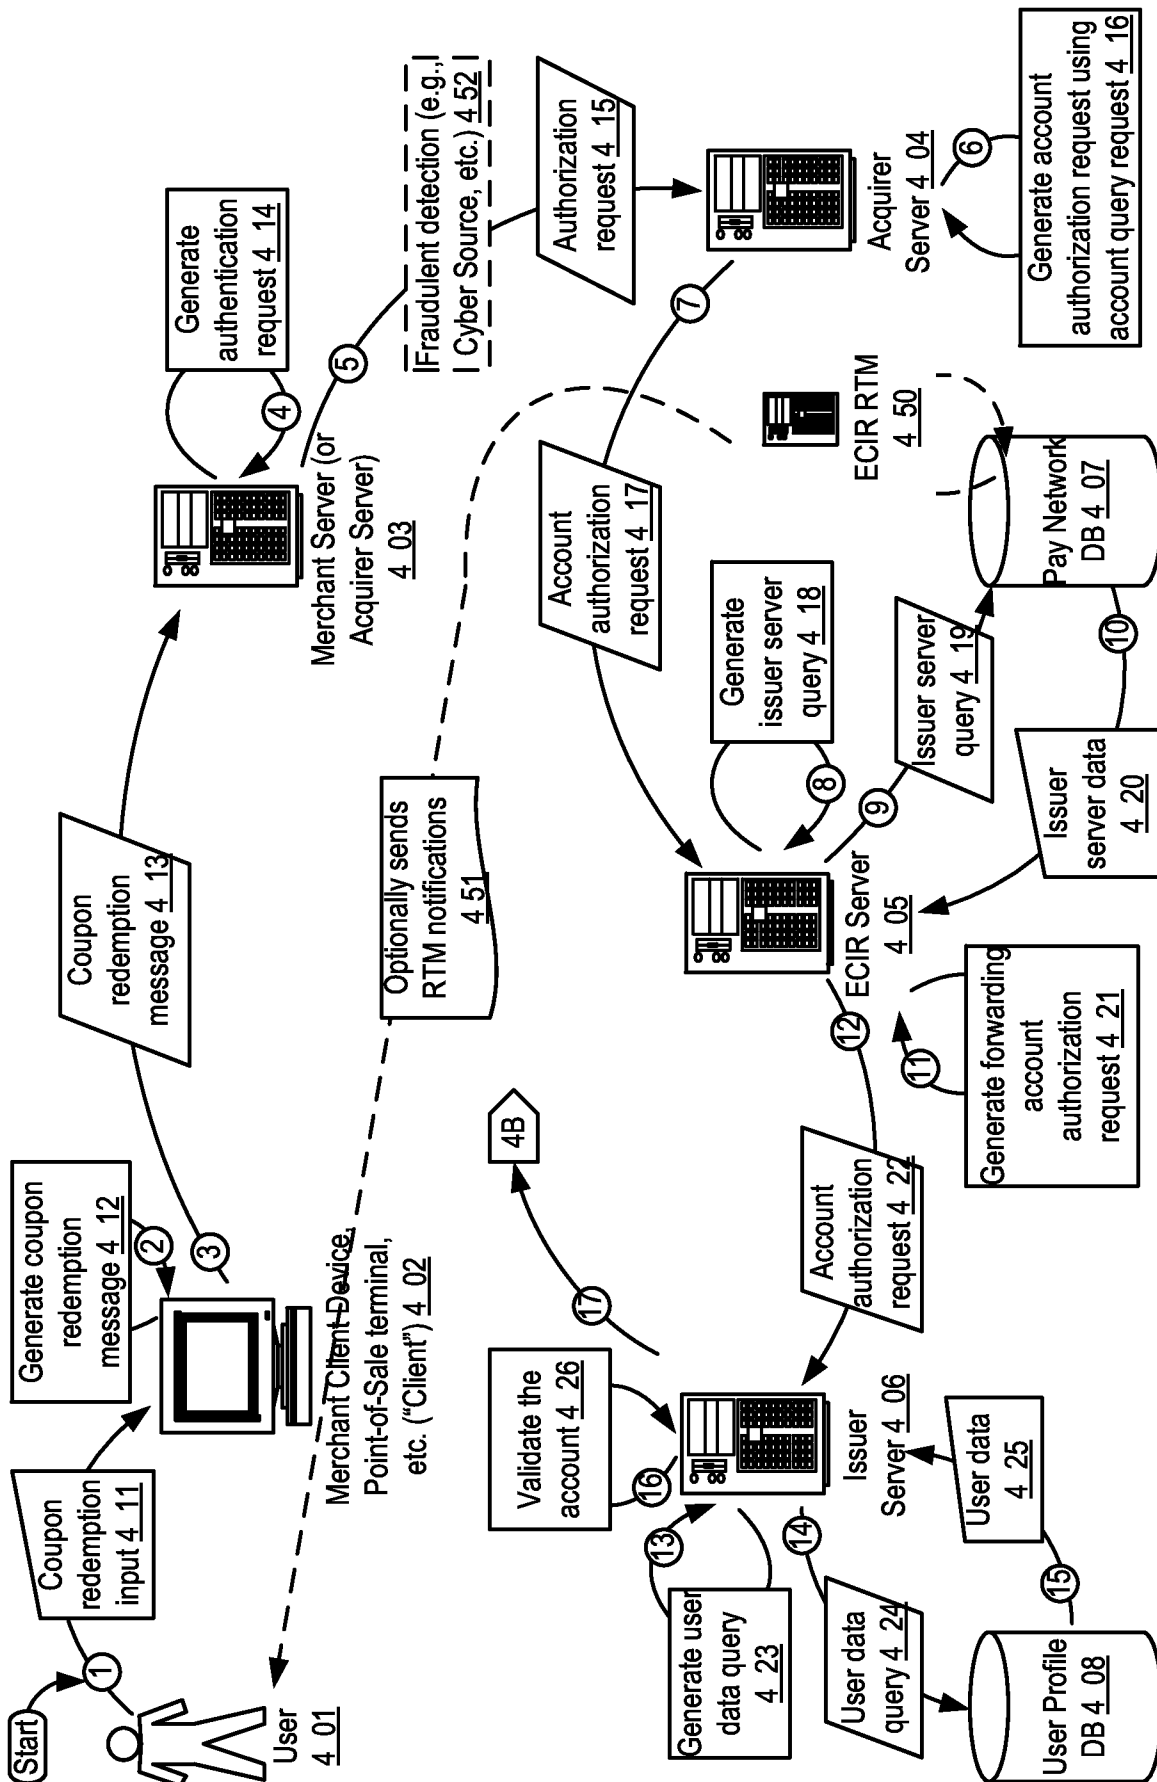 Start
1
User
4 01
Coupon
redemption
input 4 11
Generate coupon
redemption
message 4 12
2
3
Merchant Client Device,
Point-of-Sale terminal,
etc. (“Client”) 4 02
Coupon
redemption
message 4 13
Merchant Server (or
Acquirer Server)
4 03
Generate
authentication
request 4 14
4
5
Fraudulent detection (e.g.,
Cyber Source, etc.) 4 52
Optionally sends
RTM notifications
4 51
Authorization
request 4 15
Acquirer
Server 4 04
6
Generate account
authorization request using
account query request 4 16
7
Account
authorization
request 4 17
ECIR RTM
4 50
Generate
issuer server
query 4 18
8
9
Issuer server
query 4 19
Pay Network
DB 4 07
10
Issuer
server data
4 20
ECIR Server
4 05
11
Generate forwarding
account
authorization
request 4 21
12
Account
authorization
request 4 22
Issuer
Server 4 06
13
Generate user
data query
4 23
14
User data
query 4 24
User Profile
DB 4 08
15
User data
4 25
16
Validate the
account 4 26
17
4B